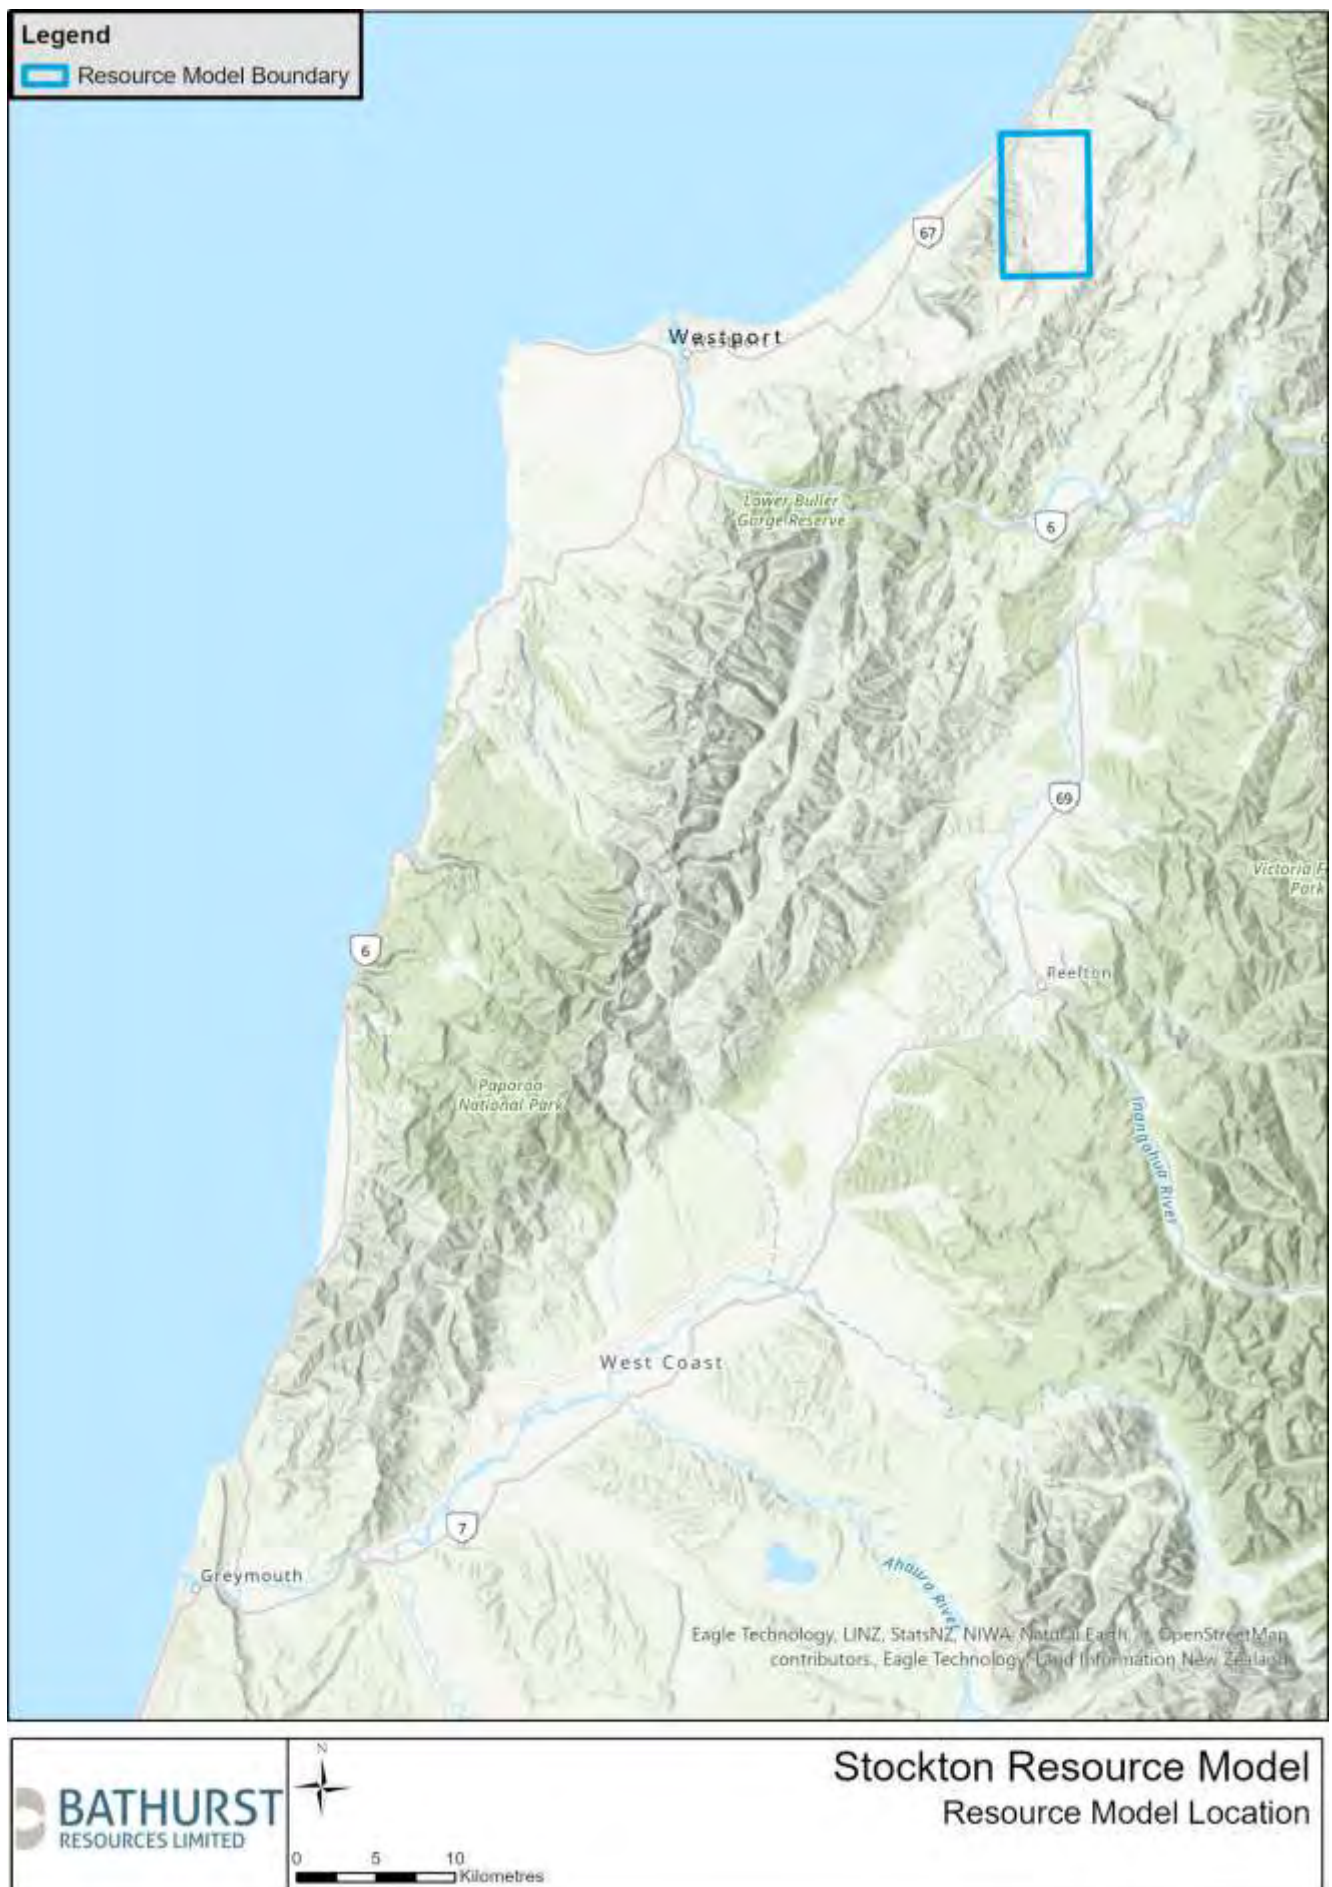 Legend
Resource Model Boundary
67
Westport
Lower Buller
Gorge Reserve
6
69
Victoria F
Park
6
Reefton
Paparoa
National Park
Inangahua River
West Coast
7
Greymouth
Ahaura River
Eagle Technology, LINZ, StatsNZ, NIWA, Natural Earth, © OpenStreetMap
contributors., Eagle Technology, Land Information New Zealand
BATHURST
RESOURCES LIMITED
N
0 5 10
Kilometres
Stockton Resource Model
Resource Model Location